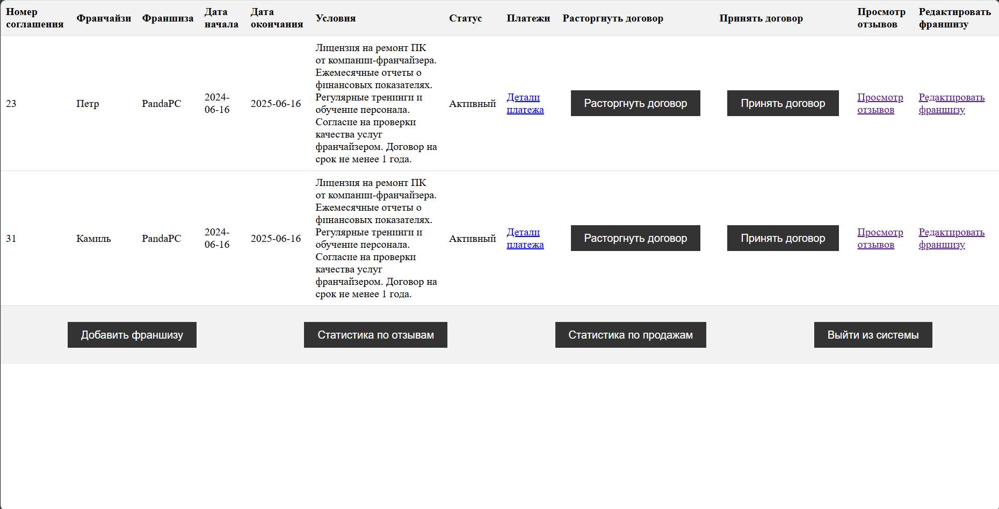 Номер соглашения
Франчайзи
Франшиза
Дата начала
Дата окончания
Условия
Статус
Платежи
Расторгнуть договор
Принять договор
Просмотр отзывов
Редактировать франшизу
23
Петр
PandaPC
2024-
06-16
2025-06-16
Лицензия на ремонт ПК
от компании-франчайзера.
Ежемесячные отчеты о
финансовых показателях.
Регулярные тренинги и
обучение персонала.
Согласие на проверки
качества услуг
франчайзером. Договор на
срок не менее 1 года.
Активный
Детали
платежа
Расторгнуть договор
Принять договор
Просмотр
отзывов
Редактировать
франшизу
31
Камиль
PandaPC
2024-
06-16
2025-06-16
Лицензия на ремонт ПК
от компании-франчайзера.
Ежемесячные отчеты о
финансовых показателях.
Регулярные тренинги и
обучение персонала.
Согласие на проверки
качества услуг
франчайзером. Договор на
срок не менее 1 года.
Активный
Детали
платежа
Расторгнуть договор
Принять договор
Просмотр
отзывов
Редактировать
франшизу
Добавить франшизу
Статистика по отзывам
Статистика по продажам
Выйти из системы